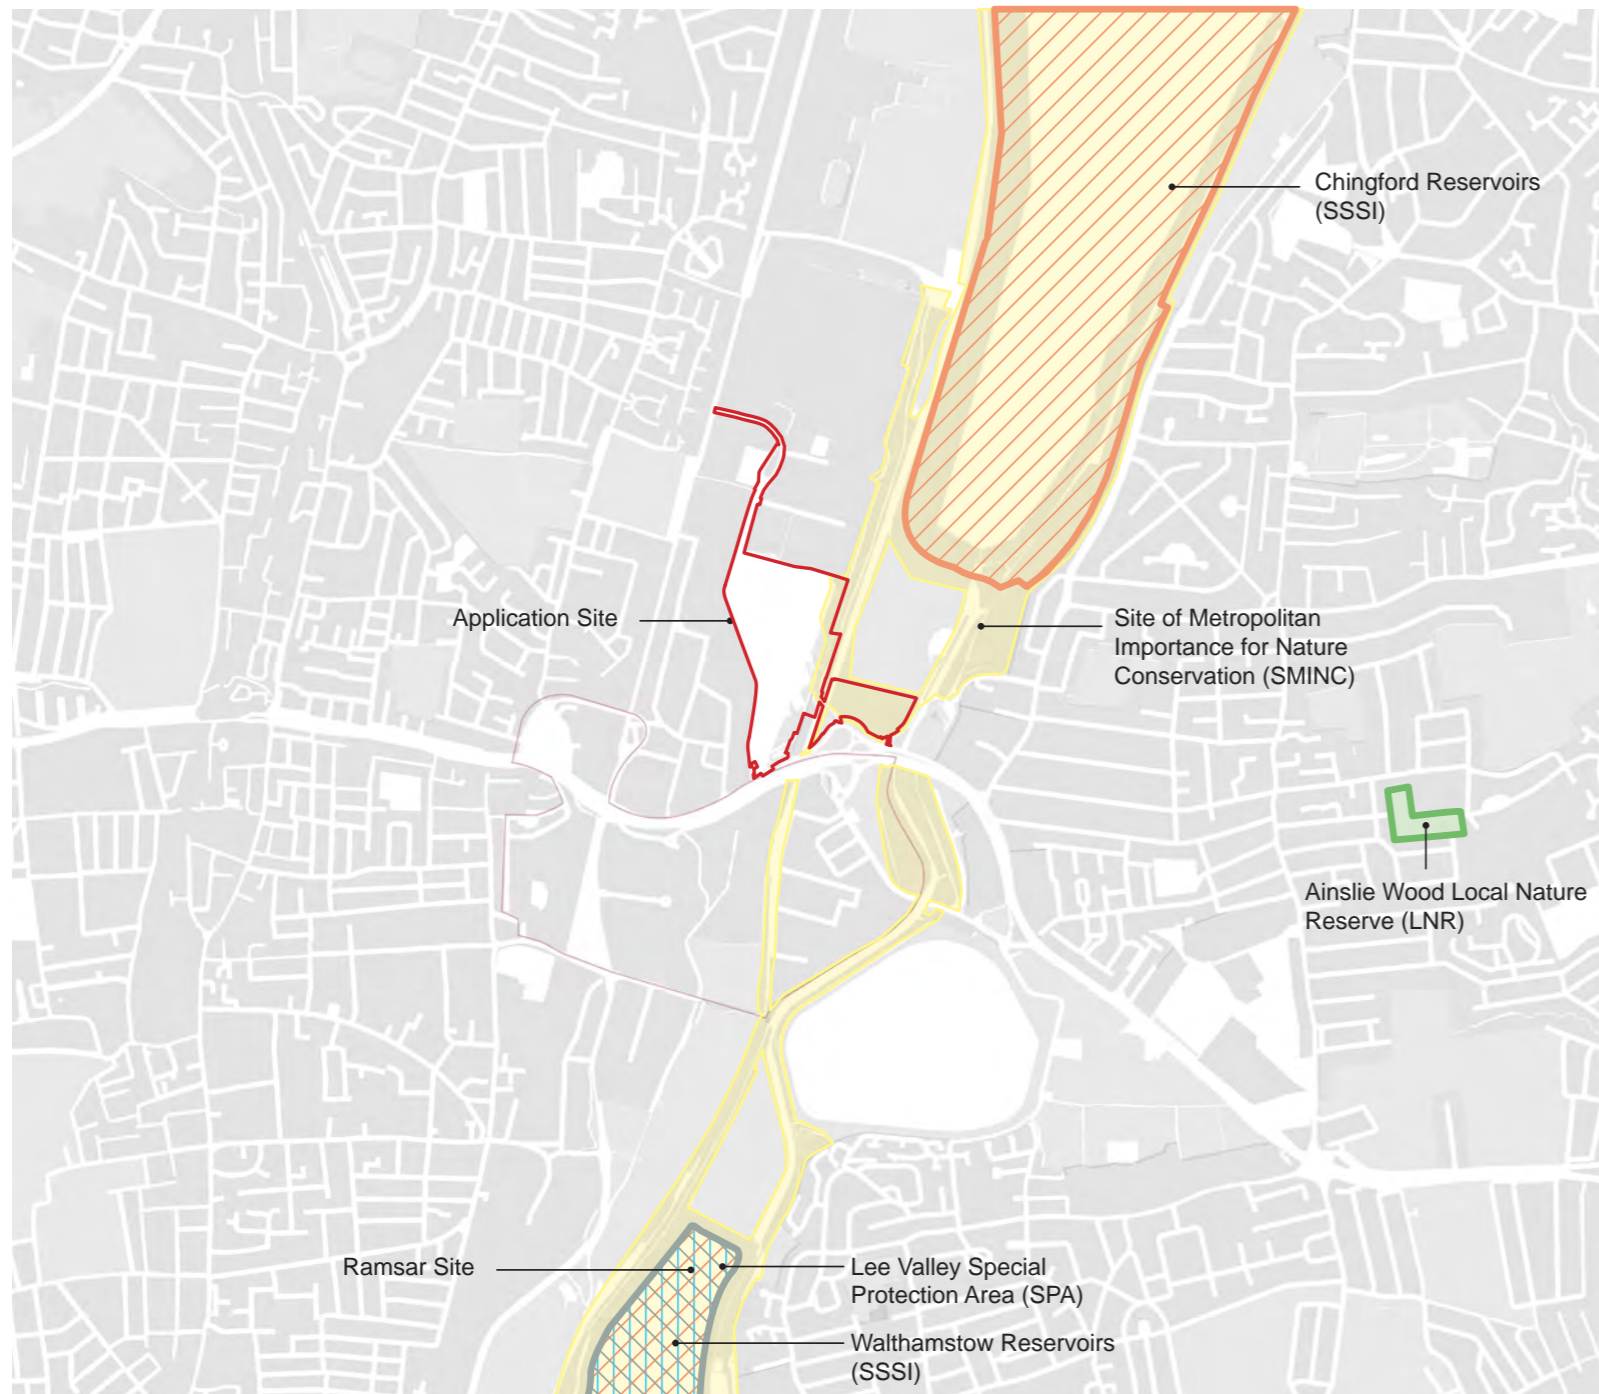 Chingford Reservoirs
(SSSI)
Application Site
Site of Metropolitan
Importance for Nature
Conservation (SMINC)
Ainslie Wood Local Nature
Reserve (LNR)
Ramsar Site
Lee Valley Special
Protection Area (SPA)
Walthamstow Reservoirs
(SSSI)